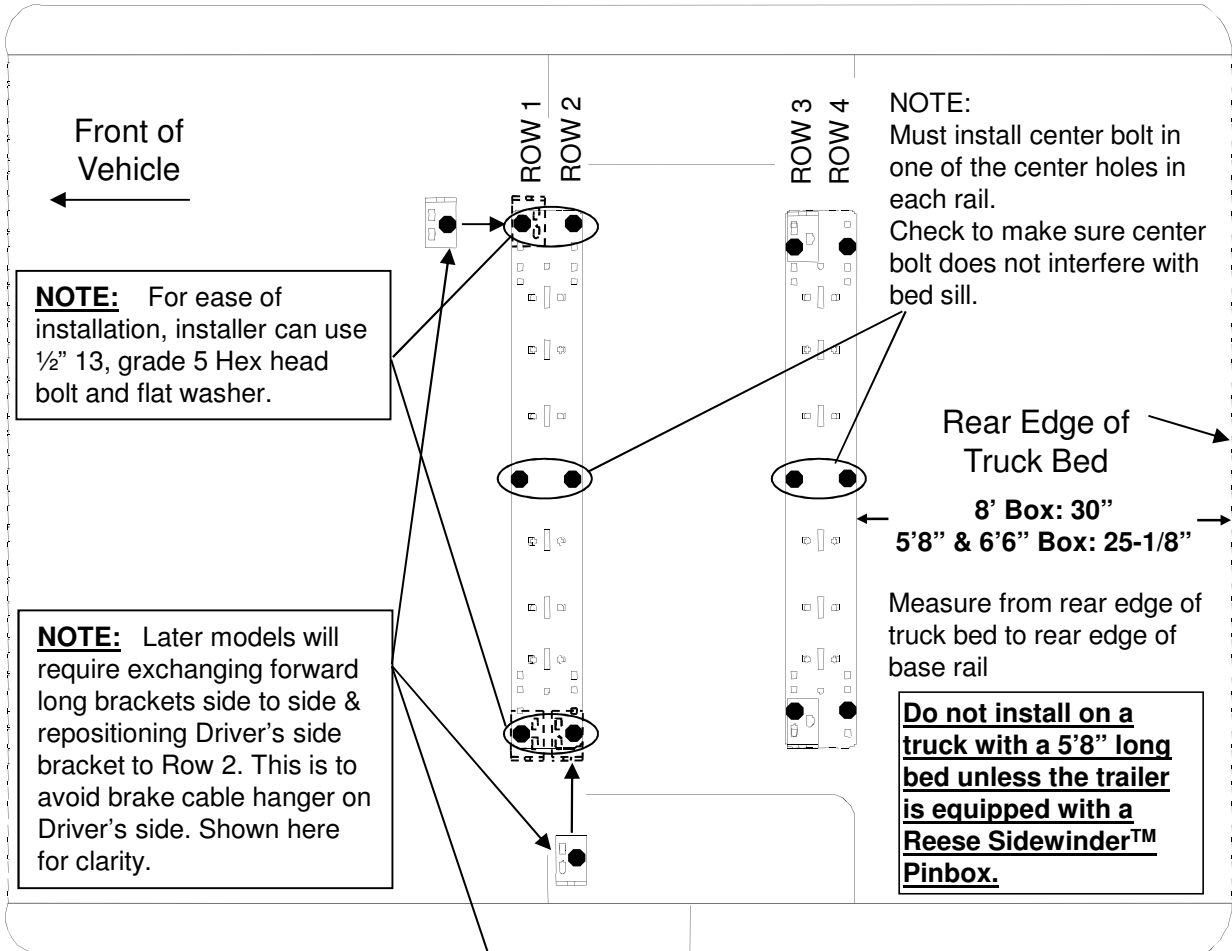 Front of
Vehicle
ROW 1
ROW 2
ROW 3
ROW 4
NOTE:
Must install center bolt in
one of the center holes in
each rail.
Check to make sure center
bolt does not interfere with
bed sill.
NOTE: For ease of
installation, installer can use
½” 13, grade 5 Hex head
bolt and flat washer.
Rear Edge of
Truck Bed
8’ Box: 30”
5’8” & 6’6” Box: 25-1/8”
Measure from rear edge of
truck bed to rear edge of
base rail
NOTE: Later models will
require exchanging forward
long brackets side to side &
repositioning Driver’s side
bracket to Row 2. This is to
avoid brake cable hanger on
Driver’s side. Shown here
for clarity.
Do not install on a
truck with a 5’8” long
bed unless the trailer
is equipped with a
Reese Sidewinder™
Pinbox.